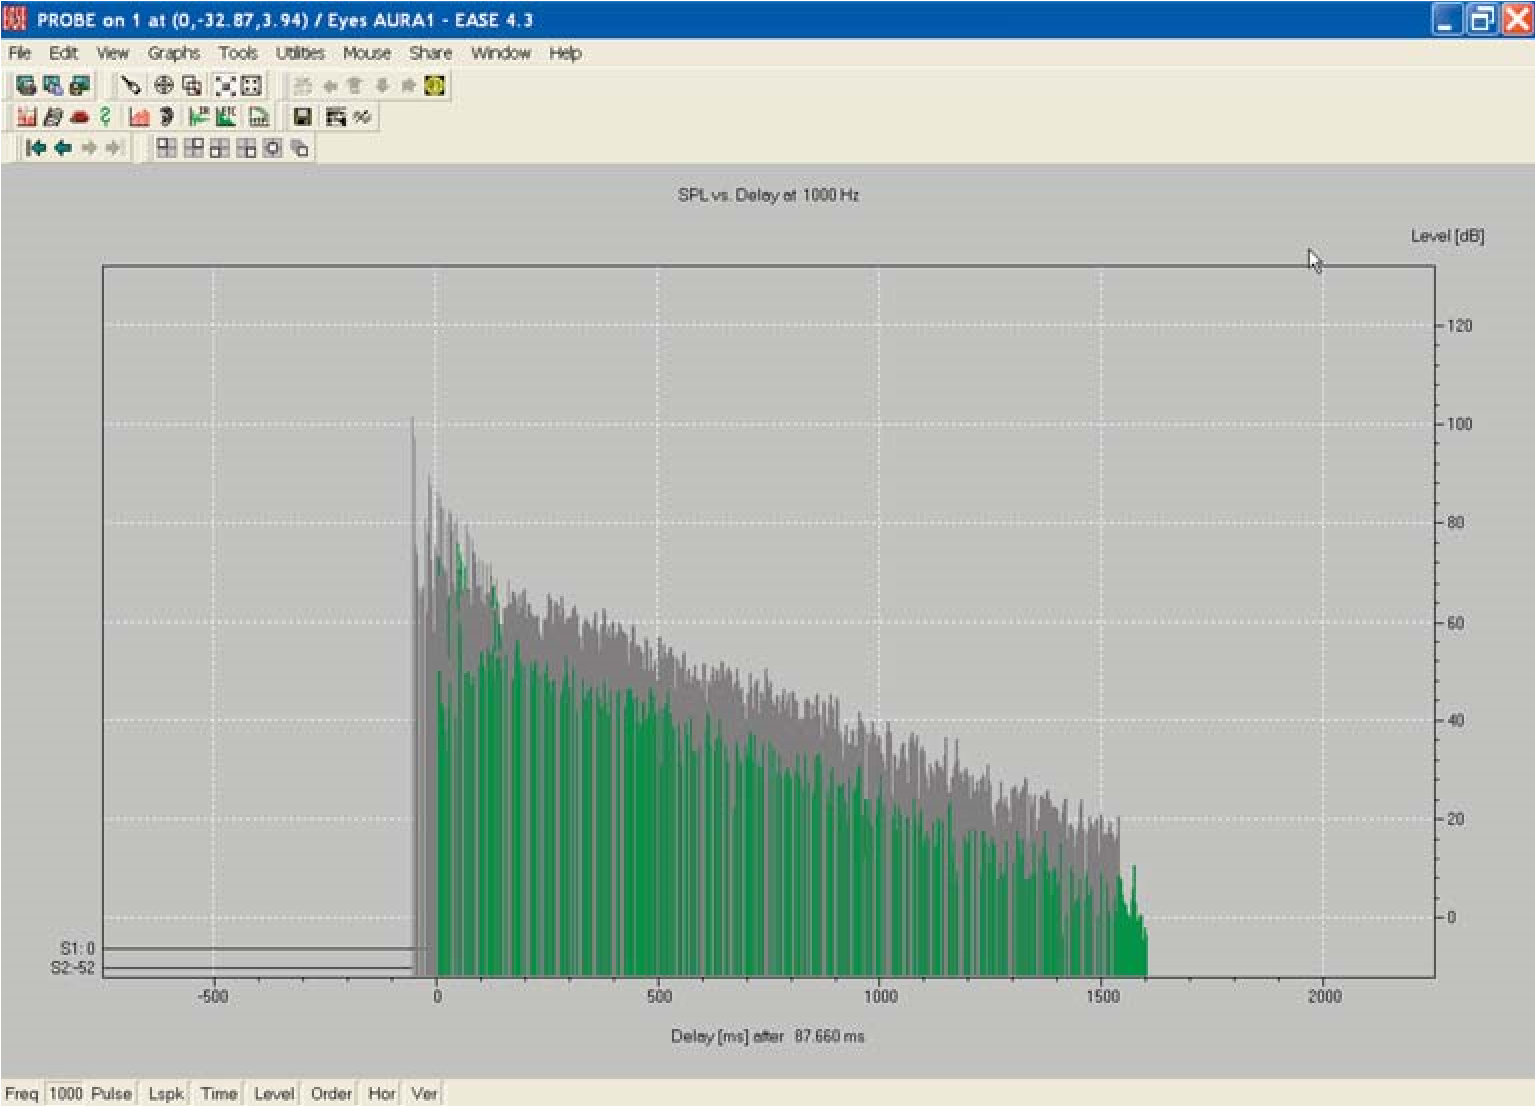 PROBE on 1 at (0,-32.87,3.94) / Eyes AURA1 - EASE 4.3
File Edit View Graphs Tools Utilities Mouse Share Window Help
IR ETC
SPL vs. Delay at 1000 Hz
Level [dB]
120
100
80
60
40
20
0
S1: 0
S2:-52
-500 0 500 1000 1500 2000
Delay [ms] after 87.660 ms
Freq 1000 Pulse Lspk Time Level Order Hor Ver